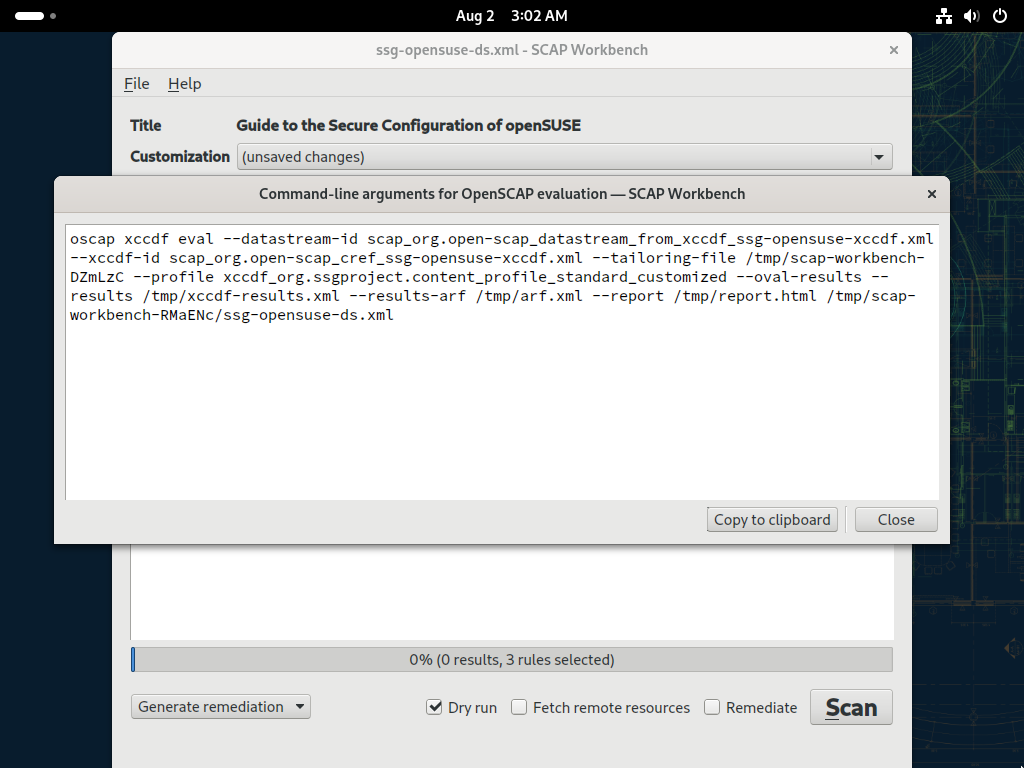 Aug 2 3:02 AM
ssg-opensuse-ds.xml - SCAP Workbench
File Help
Title Guide to the Secure Configuration of openSUSE
Customization (unsaved changes)
Command-line arguments for OpenSCAP evaluation — SCAP Workbench
oscap xccdf eval --datastream-id scap_org.open-scap_datastream_from_xccdf_ssg-opensuse-xccdf.xml
--xccdf-id scap_org.open-scap_cref_ssg-opensuse-xccdf.xml --tailoring-file /tmp/scap-workbench-
DZmLzC --profile xccdf_org.ssgproject.content_profile_standard_customized --oval-results --
results /tmp/xccdf-results.xml --results-arf /tmp/arf.xml --report /tmp/report.html /tmp/scap-
workbench-RMaENc/ssg-opensuse-ds.xml
Copy to clipboard Close
0% (0 results, 3 rules selected)
Generate remediation Dry run Fetch remote resources Remediate Scan